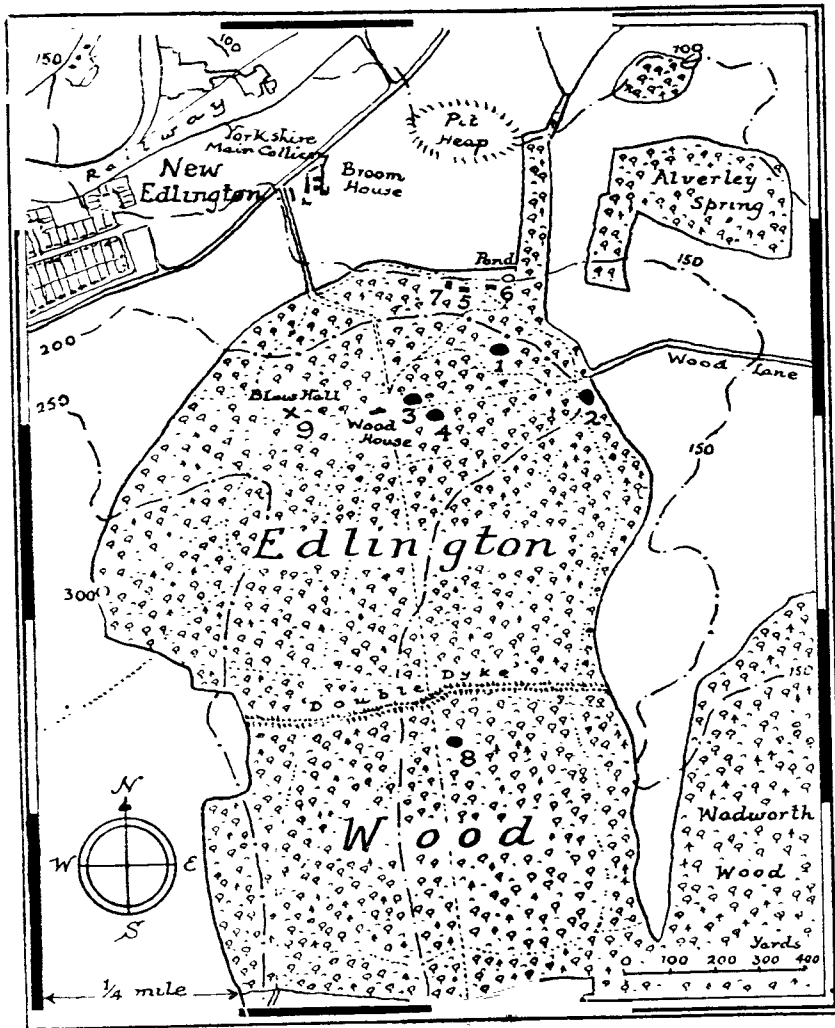 150
100
100
Railway
Yorkshire
Main Collier
Pit
Heap
New
Edlington
Broom
House
Alverley
Spring
Pond
150
7 5 6
200
1
Wood Lane
250
Blow Hall
9
Wood
House
3
4
2
150
Edlington
300
Double Dyke
150
8
N
W E
S
Wood
Wadworth
Wood
Yards
0 100 200 300 400
1/4 mile